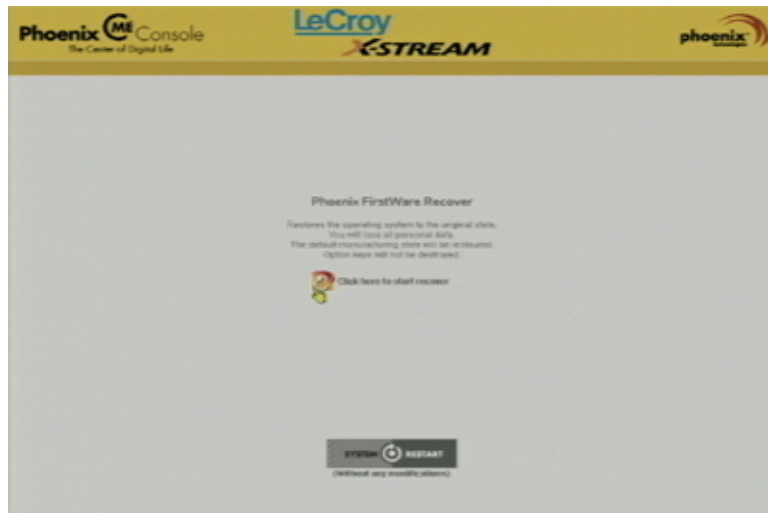 Phoenix cME Console
The Center of Digital Life
LeCroy
X-STREAM
phoenix
technologies
Phoenix FirstWare Recover
Restores the operating system to the original state.
You will lose all personal data.
The default manufacturing state will be restored.
Option keys will not be destroyed.
Click here to start recover
SYSTEM RESTART
(Without any modifications)